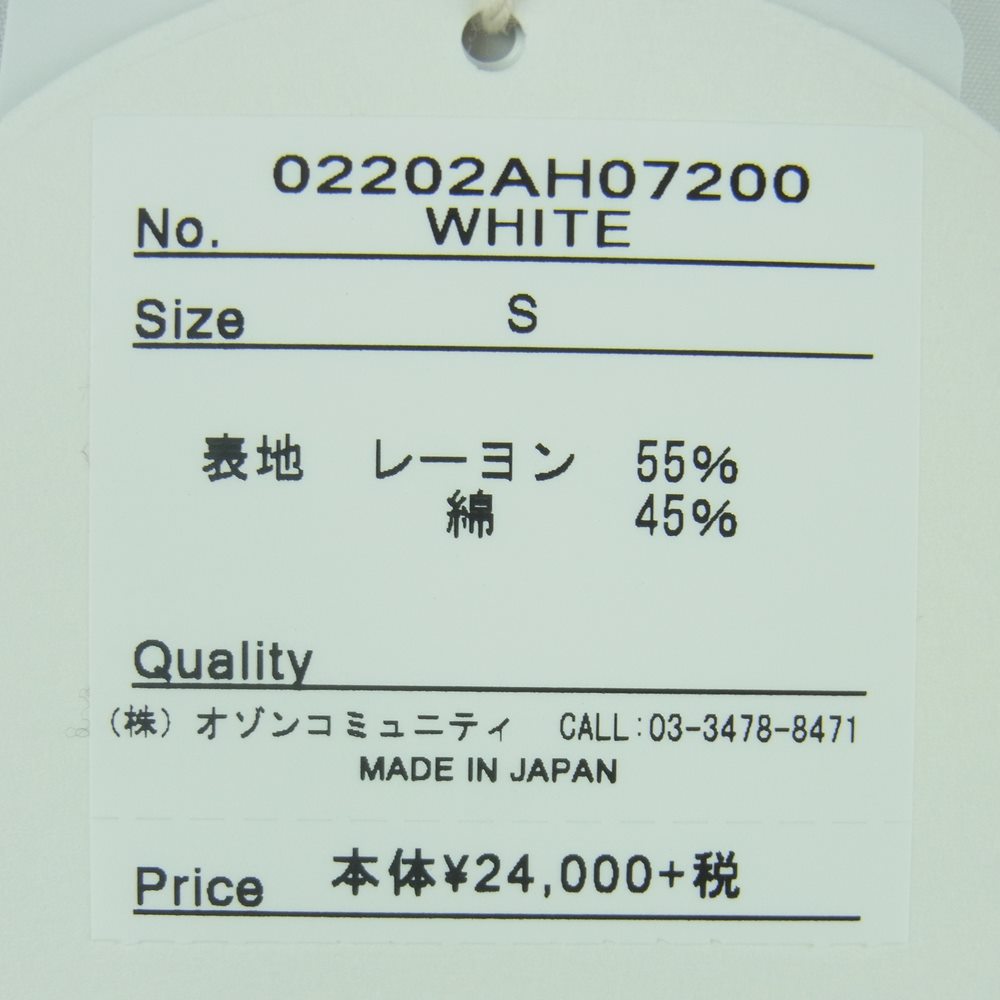 02202AH07200
No. WHITE
Size S
表地 レーヨン 55%
綿 45%
Quality
(株) オゾンコミュニティ CALL:03-3478-8471
MADE IN JAPAN
Price 本体¥24,000+税